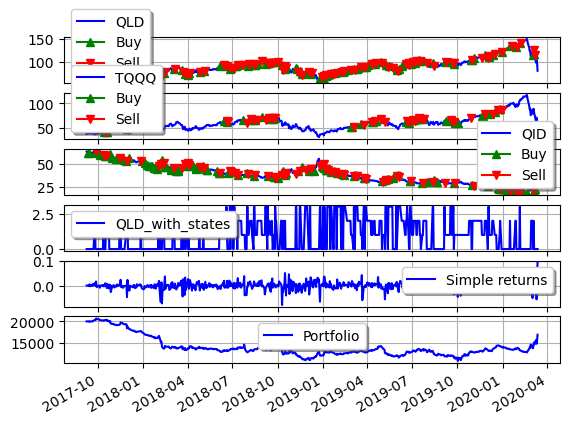 QLD
Buy
Sell
150
100
TQQQ
Buy
Sell
100
50
QID
Buy
Sell
50
25
QLD_with_states
2.5
0.0
Simple returns
0.1
0.0
Portfolio
20000
15000
2017-10
2018-01
2018-04
2018-07
2018-10
2019-01
2019-04
2019-07
2019-10
2020-01
2020-04